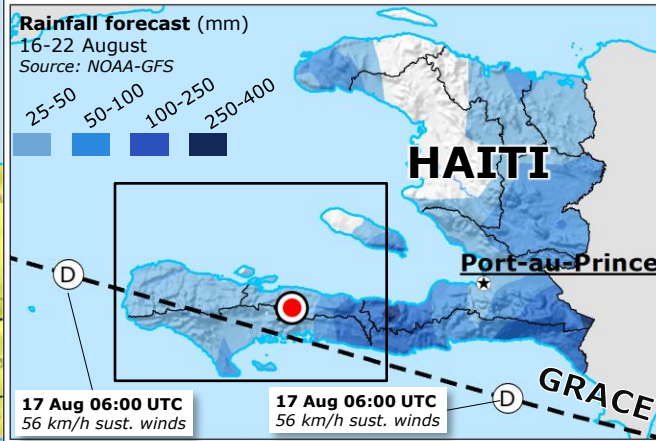 Rainfall forecast (mm)
16-22 August
Source: NOAA-GFS
25-50
50-100
100-250
250-400
HAITI
Port-au-Prince
D
D
GRACE
17 Aug 06:00 UTC
56 km/h sust. winds
17 Aug 06:00 UTC
56 km/h sust. winds